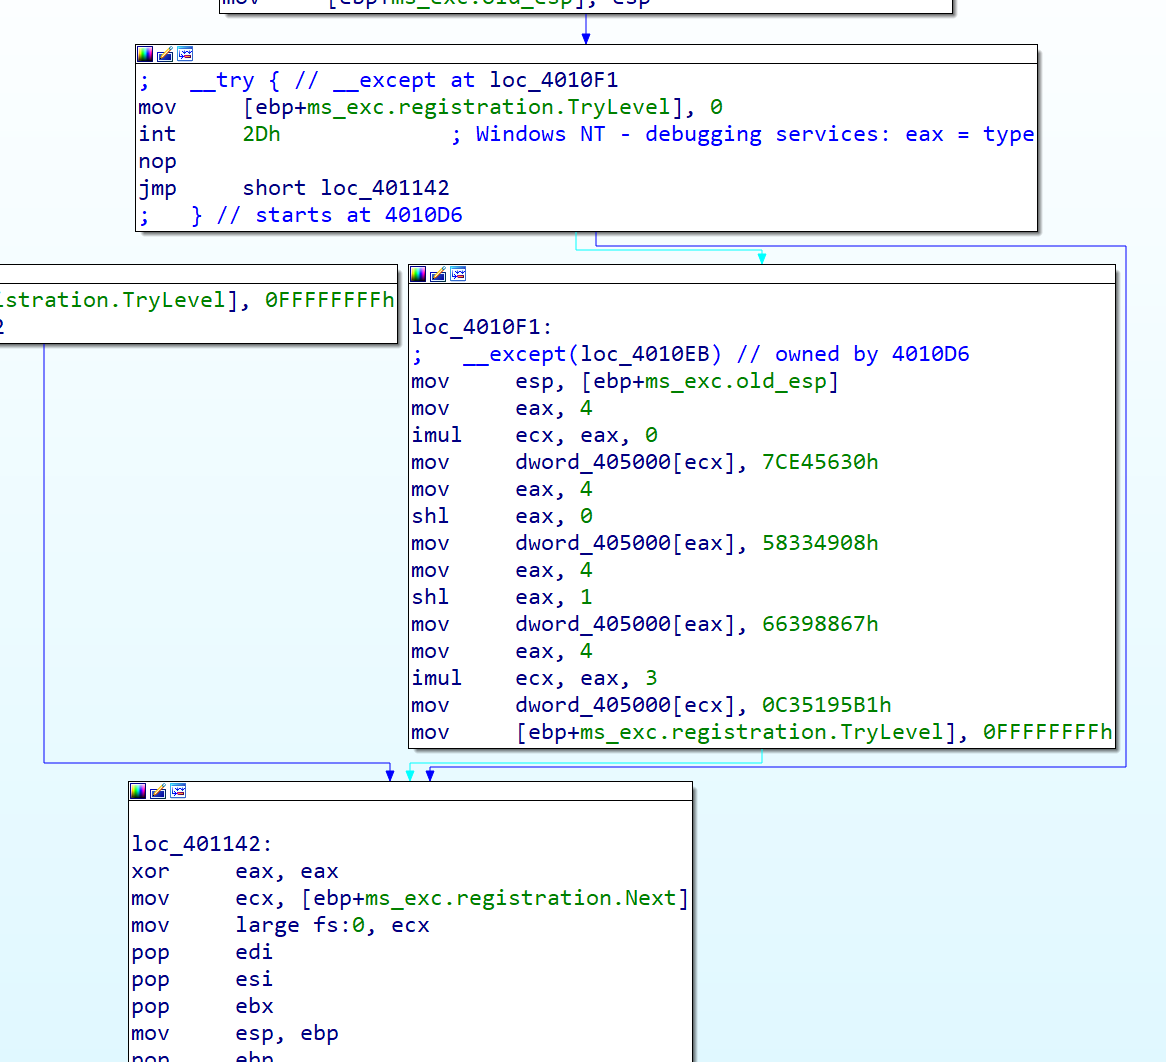 mov     [ebp+ms_exc.old_esp], esp
;   __try { // __except at loc_4010F1
mov     [ebp+ms_exc.registration.TryLevel], 0
int     2Dh             ; Windows NT - debugging services: eax = type
nop
jmp     short loc_401142
;   } // starts at 4010D6
istration.TryLevel], 0FFFFFFFFh
2
loc_4010F1:
;   __except(loc_4010EB) // owned by 4010D6
mov     esp, [ebp+ms_exc.old_esp]
mov     eax, 4
imul    ecx, eax, 0
mov     dword_405000[ecx], 7CE45630h
mov     eax, 4
shl     eax, 0
mov     dword_405000[eax], 58334908h
mov     eax, 4
shl     eax, 1
mov     dword_405000[eax], 66398867h
mov     eax, 4
imul    ecx, eax, 3
mov     dword_405000[ecx], 0C35195B1h
mov     [ebp+ms_exc.registration.TryLevel], 0FFFFFFFFh
loc_401142:
xor     eax, eax
mov     ecx, [ebp+ms_exc.registration.Next]
mov     large fs:0, ecx
pop     edi
pop     esi
pop     ebx
mov     esp, ebp
pop     ebp